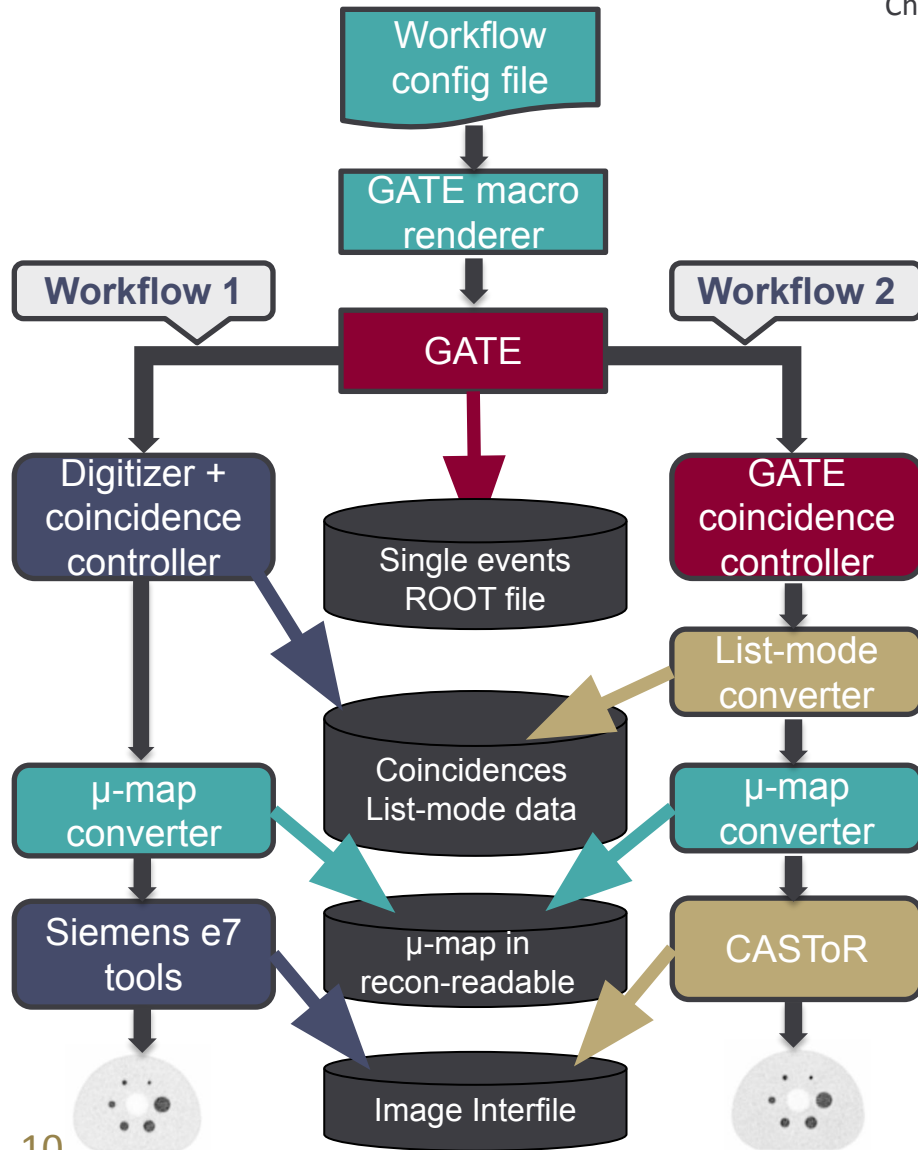 Ch
Workflow
config file
GATE macro
renderer
Workflow 1
Workflow 2
GATE
Digitizer +
coincidence
controller
Single events
ROOT file
GATE
coincidence
controller
List-mode
converter
Coincidences
List-mode data
µ-map
converter
µ-map
converter
Siemens e7
tools
µ-map in
recon-readable
CASToR
Image Interfile
10